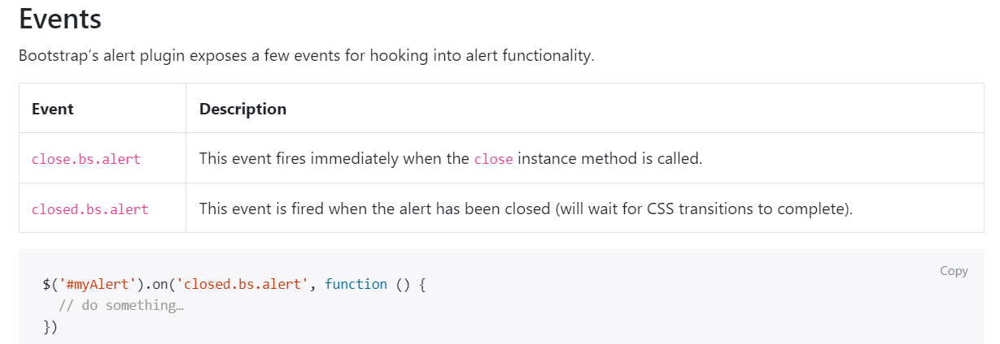 Events
Bootstrap’s alert plugin exposes a few events for hooking into alert functionality.
Event Description
close.bs.alert This event fires immediately when the close instance method is called.
closed.bs.alert This event is fired when the alert has been closed (will wait for CSS transitions to complete).
Copy
$('#myAlert').on('closed.bs.alert', function () {
  // do something…
})